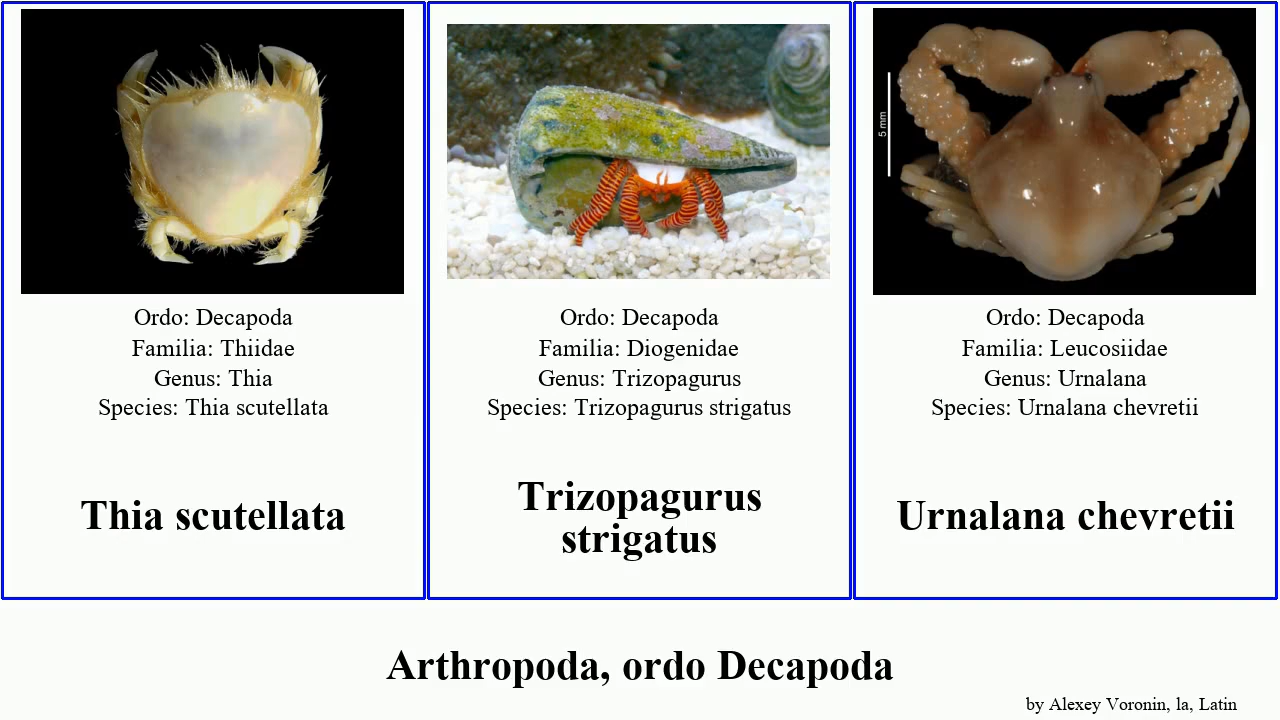 5 mm
Ordo: Decapoda
Familia: Thiidae
Genus: Thia
Species: Thia scutellata
Thia scutellata
Ordo: Decapoda
Familia: Diogenidae
Genus: Trizopagurus
Species: Trizopagurus strigatus
Trizopagurus
strigatus
Ordo: Decapoda
Familia: Leucosiidae
Genus: Urnalana
Species: Urnalana chevretii
Urnalana chevretii
Arthropoda, ordo Decapoda
by Alexey Voronin, la, Latin